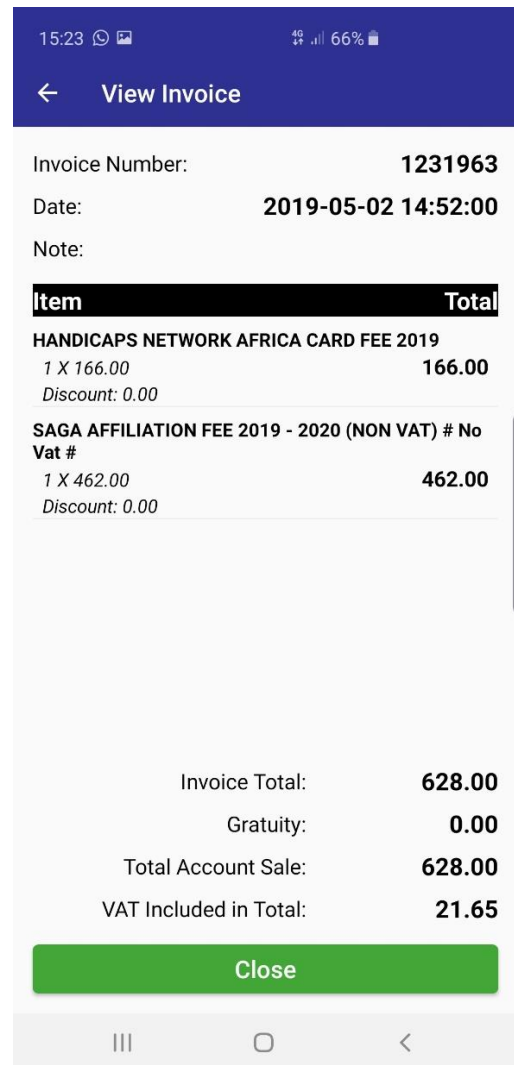 15:23 4G 66%
View Invoice
Invoice Number: 1231963
Date: 2019-05-02 14:52:00
Note:
Item Total
HANDICAPS NETWORK AFRICA CARD FEE 2019
1 X 166.00 166.00
Discount: 0.00
SAGA AFFILIATION FEE 2019 - 2020 (NON VAT) # No
Vat #
1 X 462.00 462.00
Discount: 0.00
Invoice Total: 628.00
Gratuity: 0.00
Total Account Sale: 628.00
VAT Included in Total: 21.65
Close